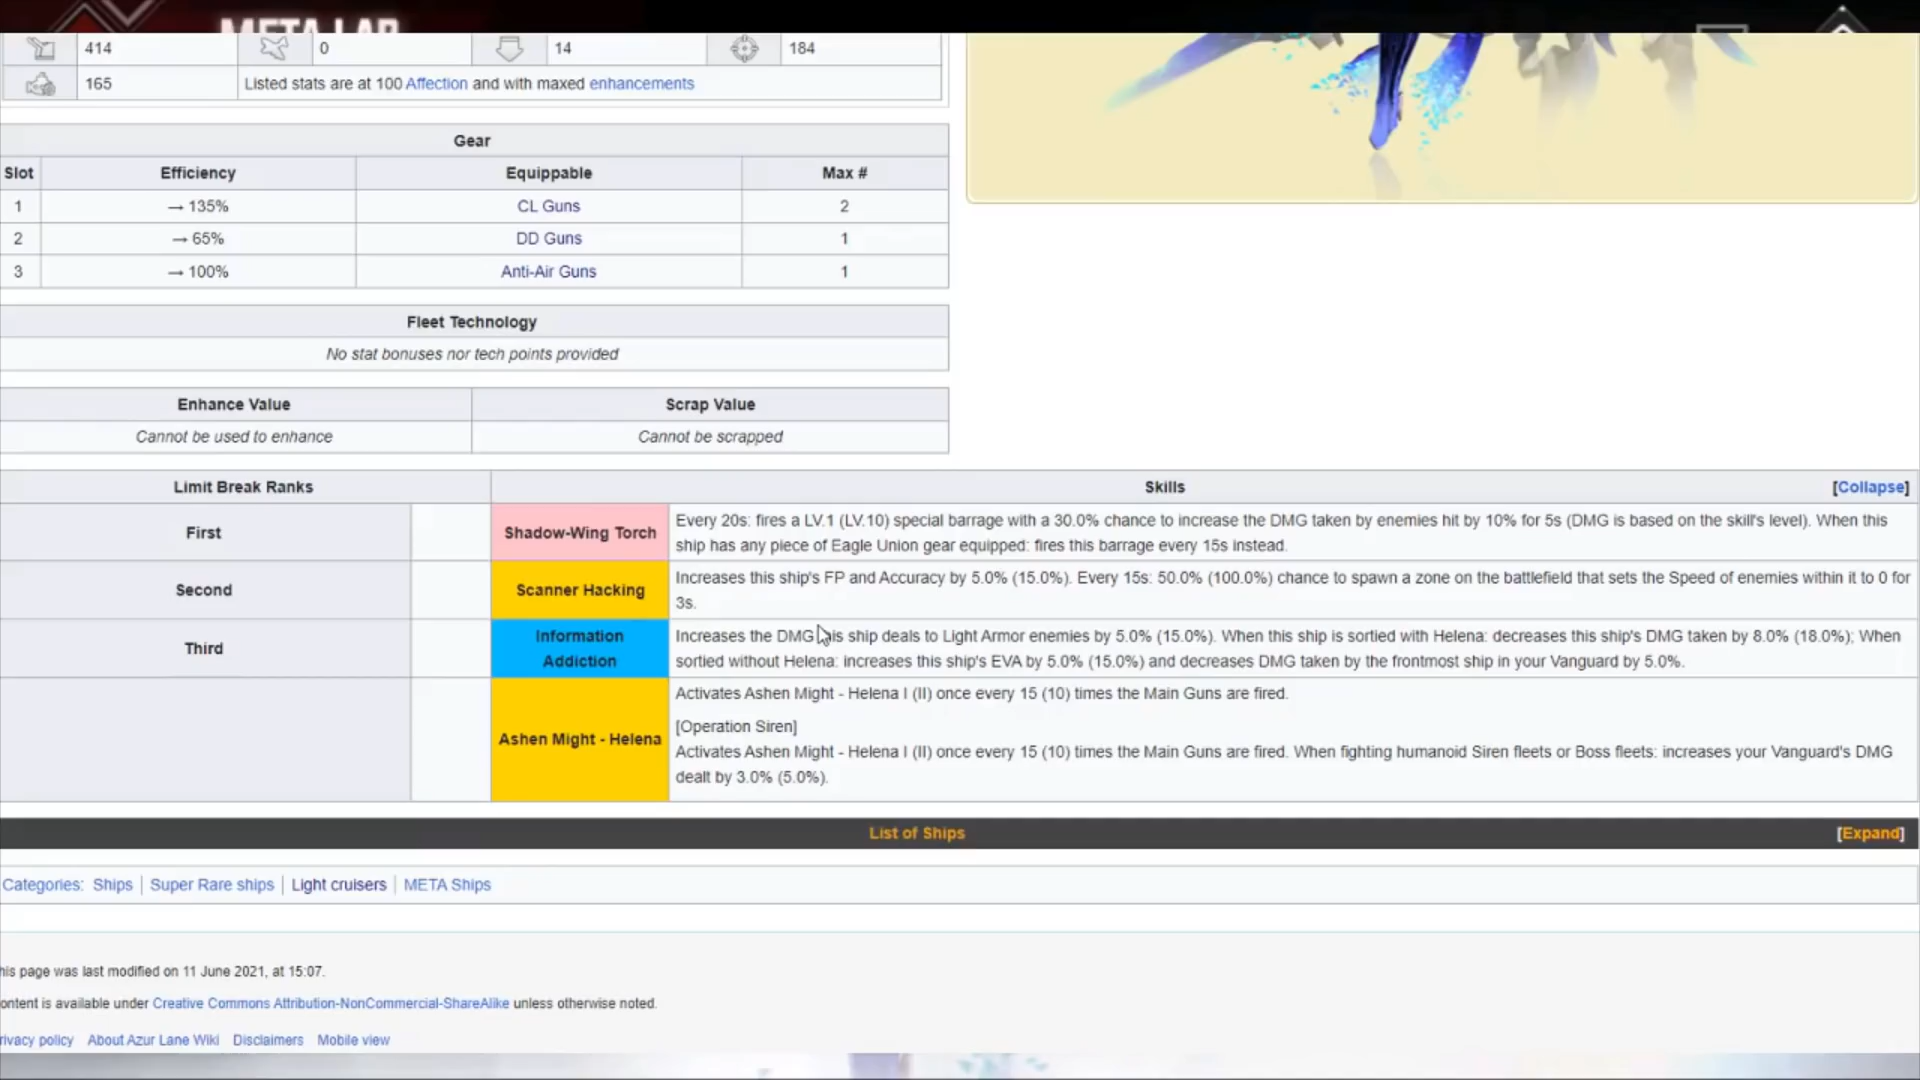 META LAB
414 0 14 184
165 Listed stats are at 100 Affection and with maxed enhancements
Gear
Slot Efficiency Equippable Max #
1 → 135% CL Guns 2
2 → 65% DD Guns 1
3 → 100% Anti-Air Guns 1
Fleet Technology
No stat bonuses nor tech points provided
Enhance Value Scrap Value
Cannot be used to enhance Cannot be scrapped
Limit Break Ranks Skills [Collapse]
First Shadow-Wing Torch Every 20s: fires a LV.1 (LV.10) special barrage with a 30.0% chance to increase the DMG taken by enemies hit by 10% for 5s (DMG is based on the skill's level). When this
ship has any piece of Eagle Union gear equipped: fires this barrage every 15s instead.
Second Scanner Hacking Increases this ship's FP and Accuracy by 5.0% (15.0%). Every 15s: 50.0% (100.0%) chance to spawn a zone on the battlefield that sets the Speed of enemies within it to 0 for
3s.
Third Information Addiction Increases the DMG his ship deals to Light Armor enemies by 5.0% (15.0%). When this ship is sortied with Helena: decreases this ship's DMG taken by 8.0% (18.0%); When
sortied without Helena: increases this ship's EVA by 5.0% (15.0%) and decreases DMG taken by the frontmost ship in your Vanguard by 5.0%.
Ashen Might - Helena Activates Ashen Might - Helena I (II) once every 15 (10) times the Main Guns are fired.
[Operation Siren]
Activates Ashen Might - Helena I (II) once every 15 (10) times the Main Guns are fired. When fighting humanoid Siren fleets or Boss fleets: increases your Vanguard's DMG
dealt by 3.0% (5.0%).
List of Ships [Expand]
Categories: Ships | Super Rare ships | Light cruisers | META Ships
his page was last modified on 11 June 2021, at 15:07.
ontent is available under Creative Commons Attribution-NonCommercial-ShareAlike unless otherwise noted.
rivacy policy About Azur Lane Wiki Disclaimers Mobile view